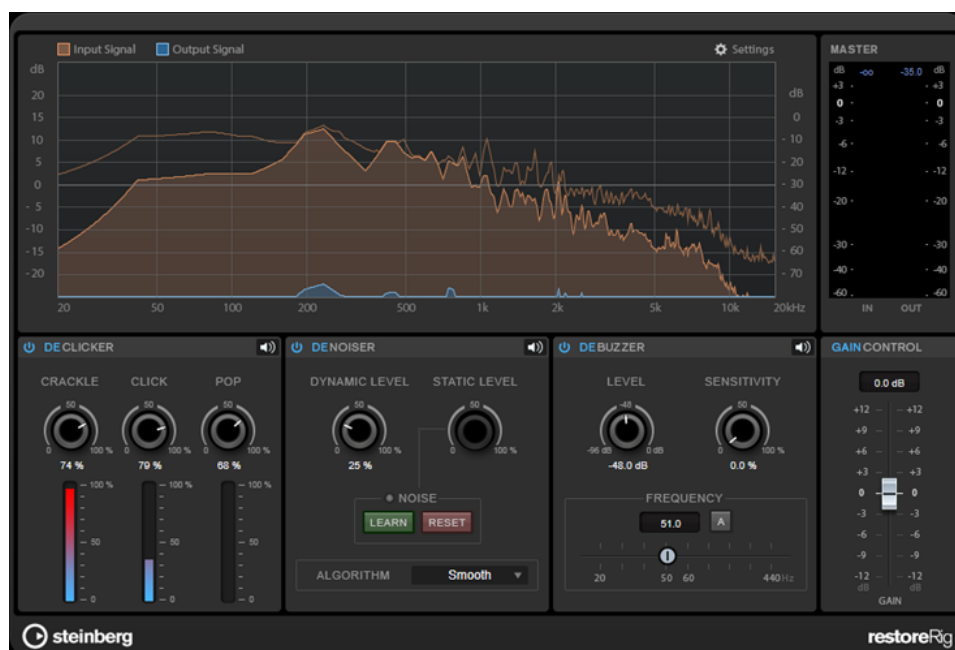 Input Signal Output Signal Settings
MASTER
dB
dB
dB -∞ -35.0 dB
20
15
10
5
0
- 5
-10
-15
-20
0
- 10
- 20
- 30
- 40
- 50
- 60
- 70
+3 +3
0 0
-3 -3
-6 -6
-12 -12
-20 -20
-30 -30
-40 -40
-60 -60
IN OUT
20 50 100 200 500 1k 2k 5k 10k 20kHz
DECLICKER
CRACKLE CLICK POP
50 50 50
0 100 % 0 100 % 0 100 %
74 % 79 % 68 %
100 % 100 % 100 %
50 50 50
0 0 0
DENOISER
DYNAMIC LEVEL STATIC LEVEL
50 50
0 100 % 0 100 %
25 %
NOISE
LEARN RESET
ALGORITHM Smooth
DEBUZZER
LEVEL SENSITIVITY
-48 50
-96 dB 0 dB 0 100 %
-48.0 dB 0.0 %
FREQUENCY
51.0 A
20 50 60 440 Hz
GAIN CONTROL
0.0 dB
+12 +12
+9 +9
+6 +6
+3 +3
0 0
-3 -3
-6 -6
-9 -9
-12 -12
dB dB
GAIN
steinberg
restoreRig